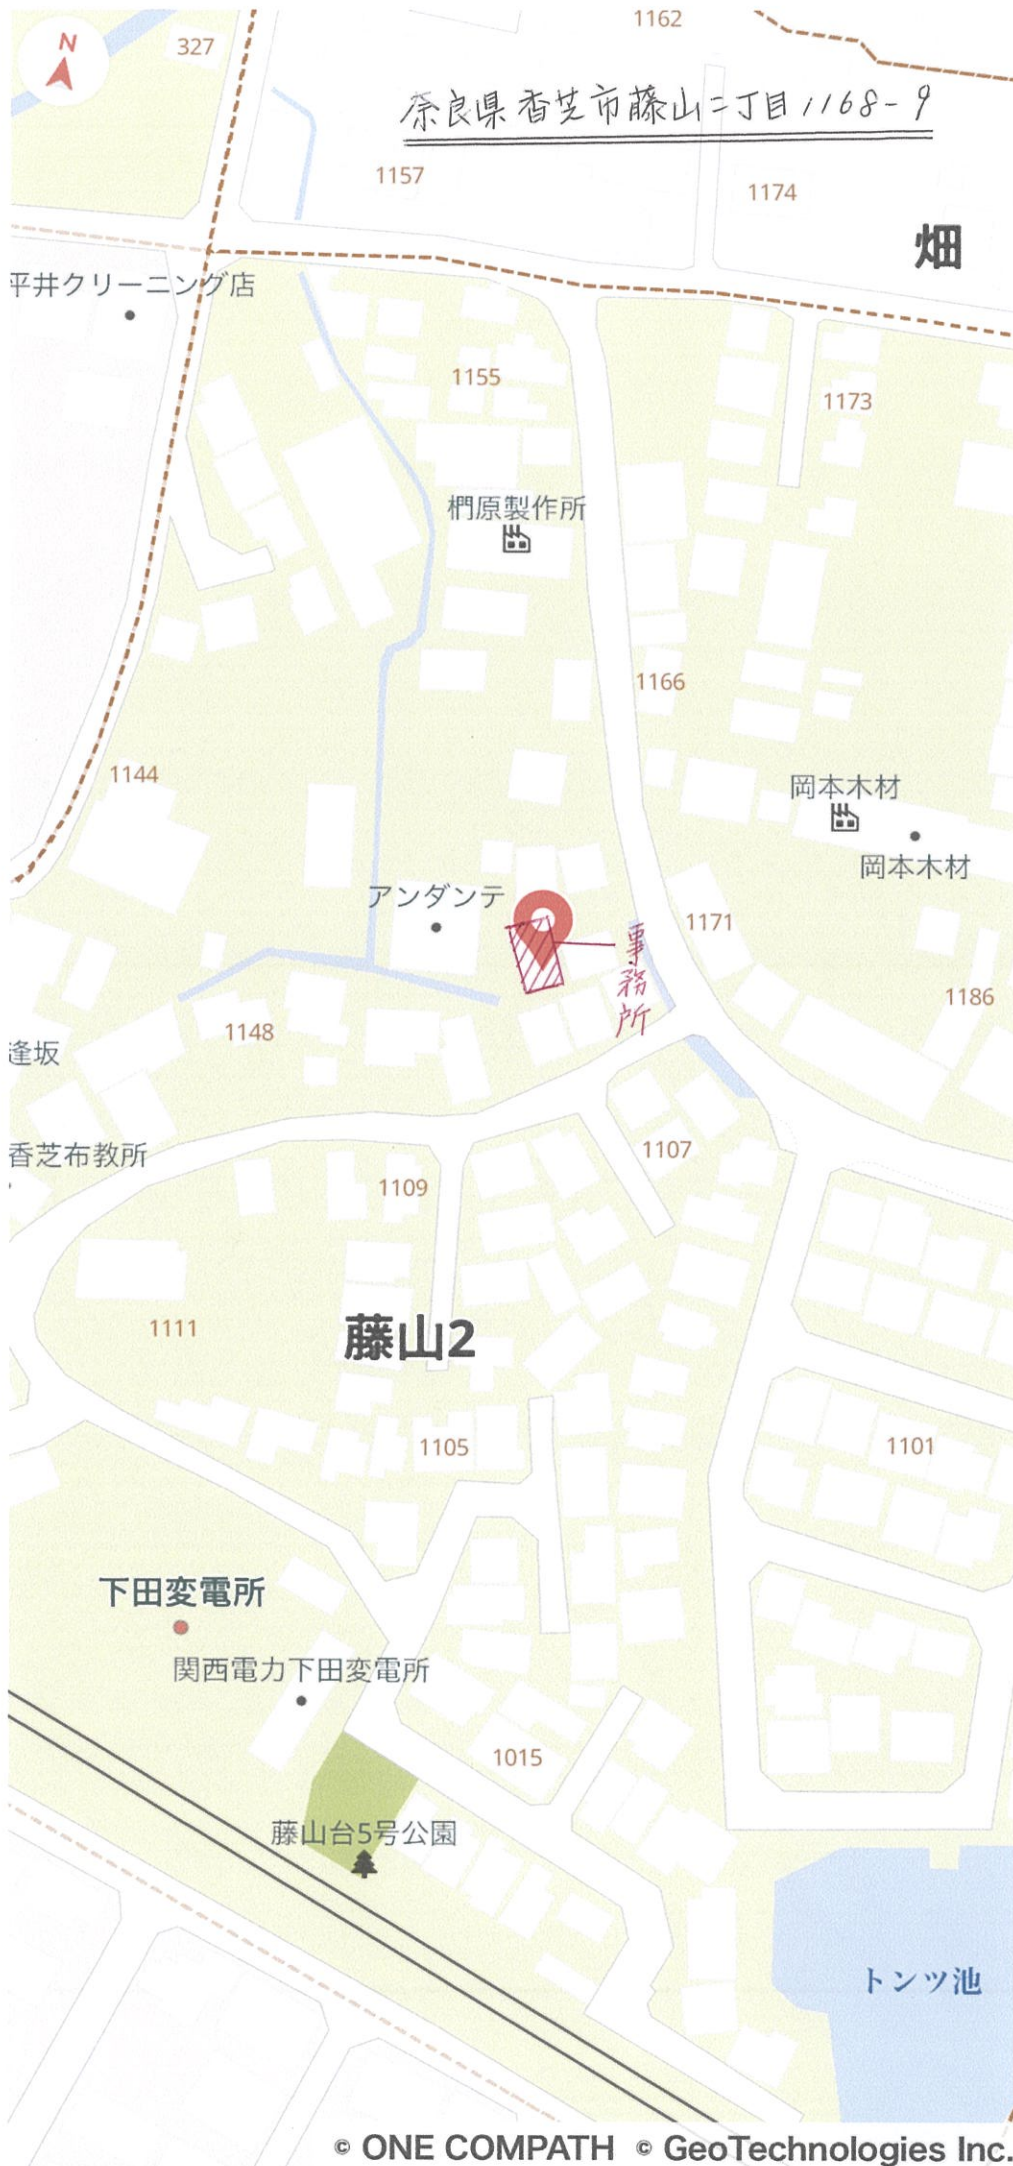 1162
N
327
奈良県香芝市藤山二丁目1168-9
1157
1174
畑
平井クリーニング店
1155
1173
椚原製作所
1166
1144
岡本木材
岡本木材
アンダンテ
1171
事務所
1186
1148
逢坂
香芝布教所
1107
1109
1111
藤山2
1105
1101
下田変電所
関西電力下田変電所
1015
藤山台5号公園
トンツ池
© ONE COMPATH © GeoTechnologies Inc.